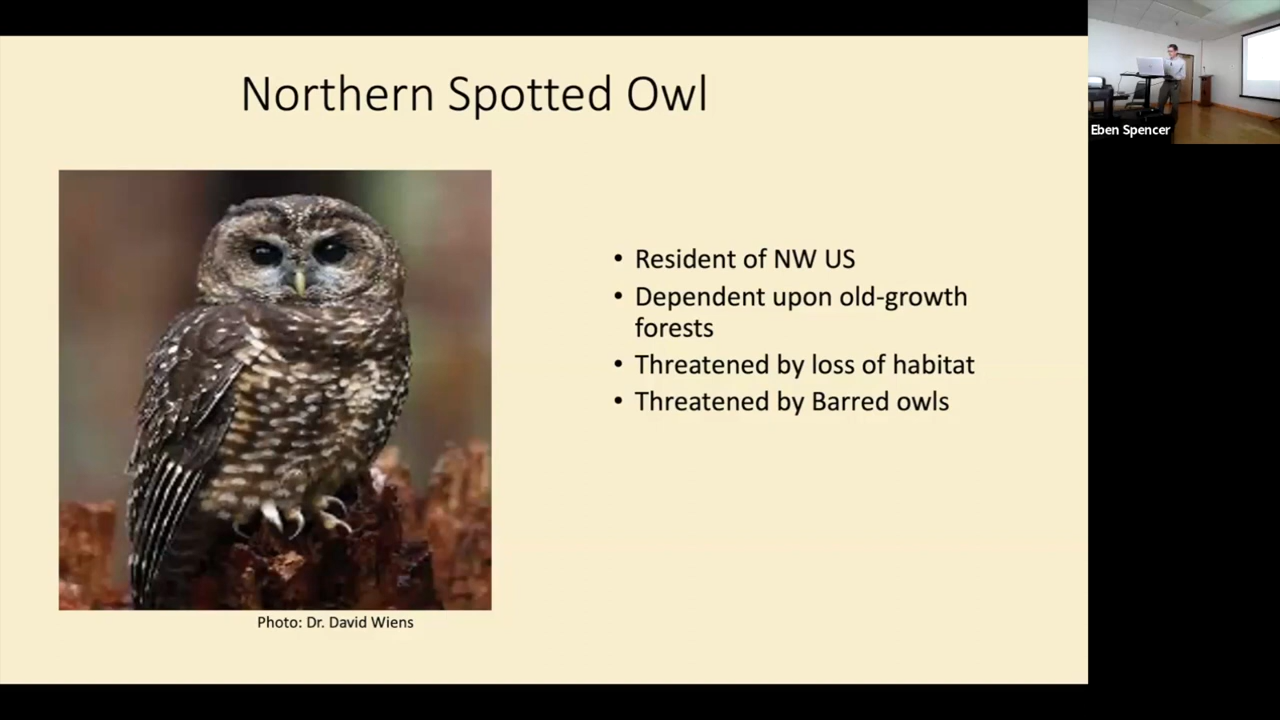 Northern Spotted Owl
• Resident of NW US
• Dependent upon old-growth
forests
• Threatened by loss of habitat
• Threatened by Barred owls
Photo: Dr. David Wiens
Eben Spencer